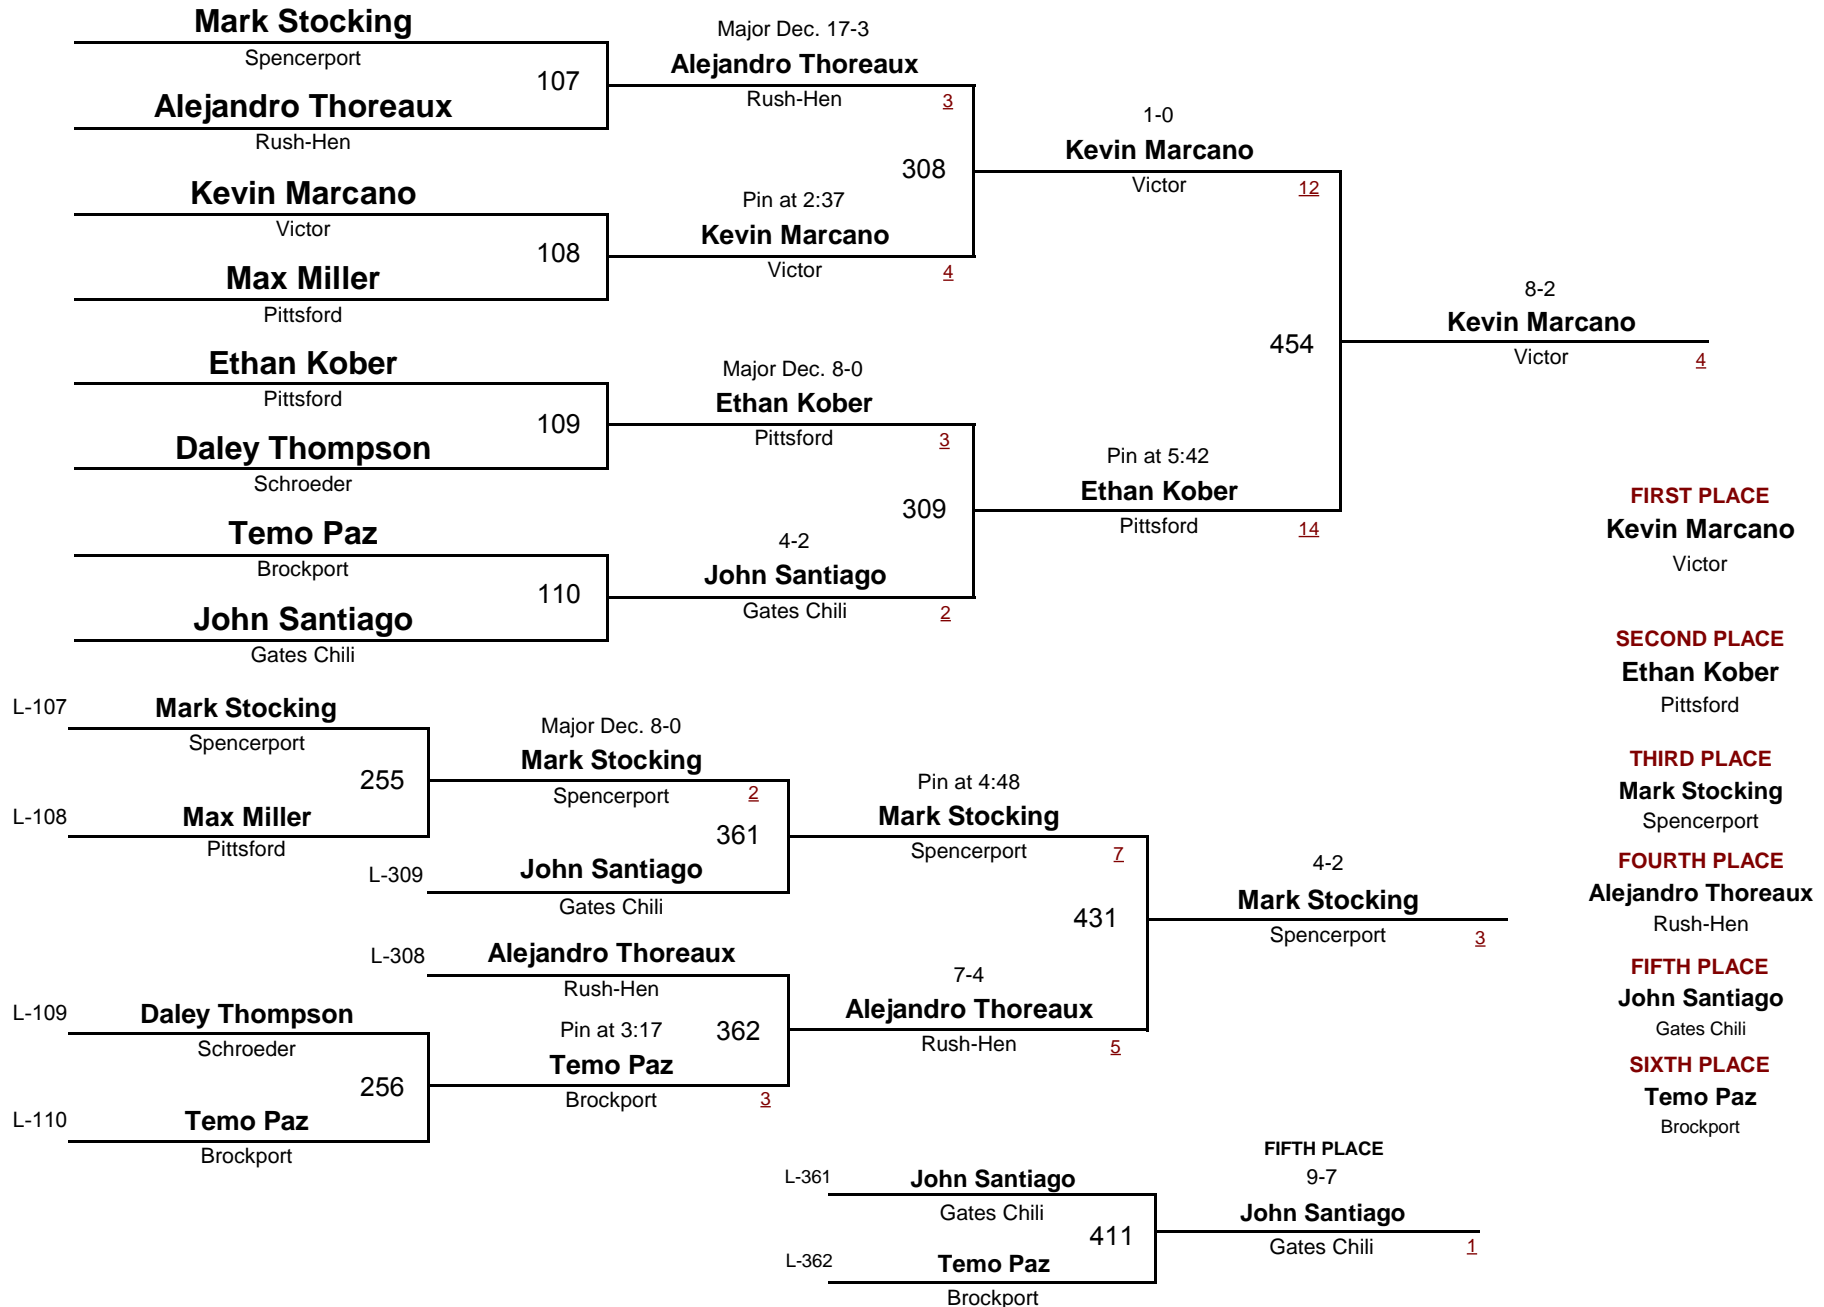 Mark Stocking
Spencerport
107
Alejandro Thoreaux
Rush-Hen
Kevin Marcano
Victor
108
Max Miller
Pittsford
Ethan Kober
Pittsford
109
Daley Thompson
Schroeder
Temo Paz
Brockport
110
John Santiago
Gates Chili
Major Dec. 17-3
Alejandro Thoreaux
Rush-Hen
3
308
Pin at 2:37
Kevin Marcano
Victor
4
Major Dec. 8-0
Ethan Kober
Pittsford
3
309
4-2
John Santiago
Gates Chili
2
1-0
Kevin Marcano
Victor
12
454
Pin at 5:42
Ethan Kober
Pittsford
14
8-2
Kevin Marcano
Victor
4
L-107
Mark Stocking
Spencerport
255
L-108
Max Miller
Pittsford
Major Dec. 8-0
Mark Stocking
Spencerport
2
361
L-309
John Santiago
Gates Chili
L-308
Alejandro Thoreaux
Rush-Hen
362
Pin at 3:17
Temo Paz
Brockport
3
L-109
Daley Thompson
Schroeder
256
L-110
Temo Paz
Brockport
Pin at 4:48
Mark Stocking
Spencerport
7
431
7-4
Alejandro Thoreaux
Rush-Hen
5
4-2
Mark Stocking
Spencerport
3
L-361
John Santiago
Gates Chili
411
L-362
Temo Paz
Brockport
FIFTH PLACE
9-7
John Santiago
Gates Chili
1
FIRST PLACE
Kevin Marcano
Victor
SECOND PLACE
Ethan Kober
Pittsford
THIRD PLACE
Mark Stocking
Spencerport
FOURTH PLACE
Alejandro Thoreaux
Rush-Hen
FIFTH PLACE
John Santiago
Gates Chili
SIXTH PLACE
Temo Paz
Brockport